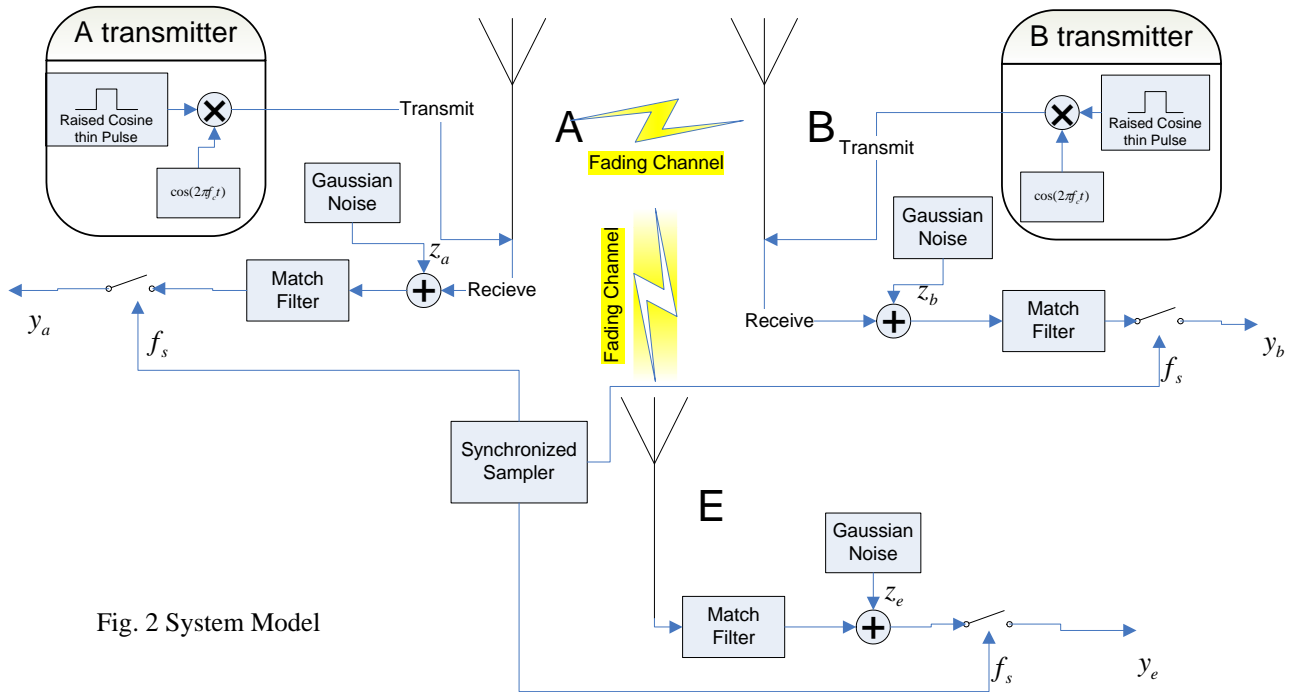 A transmitter
Raised Cosine
thin Pulse
cos(2πf_c t)
Transmit
Gaussian
Noise
z_a
Match
Filter
Recieve
y_a
f_s
A
Fading Channel
B
Transmit
B transmitter
Raised Cosine
thin Pulse
cos(2πf_c t)
Gaussian
Noise
z_b
Receive
Match
Filter
y_b
f_s
Fading Channel
Synchronized
Sampler
E
Gaussian
Noise
z_e
Match
Filter
f_s
y_e
Fig. 2 System Model